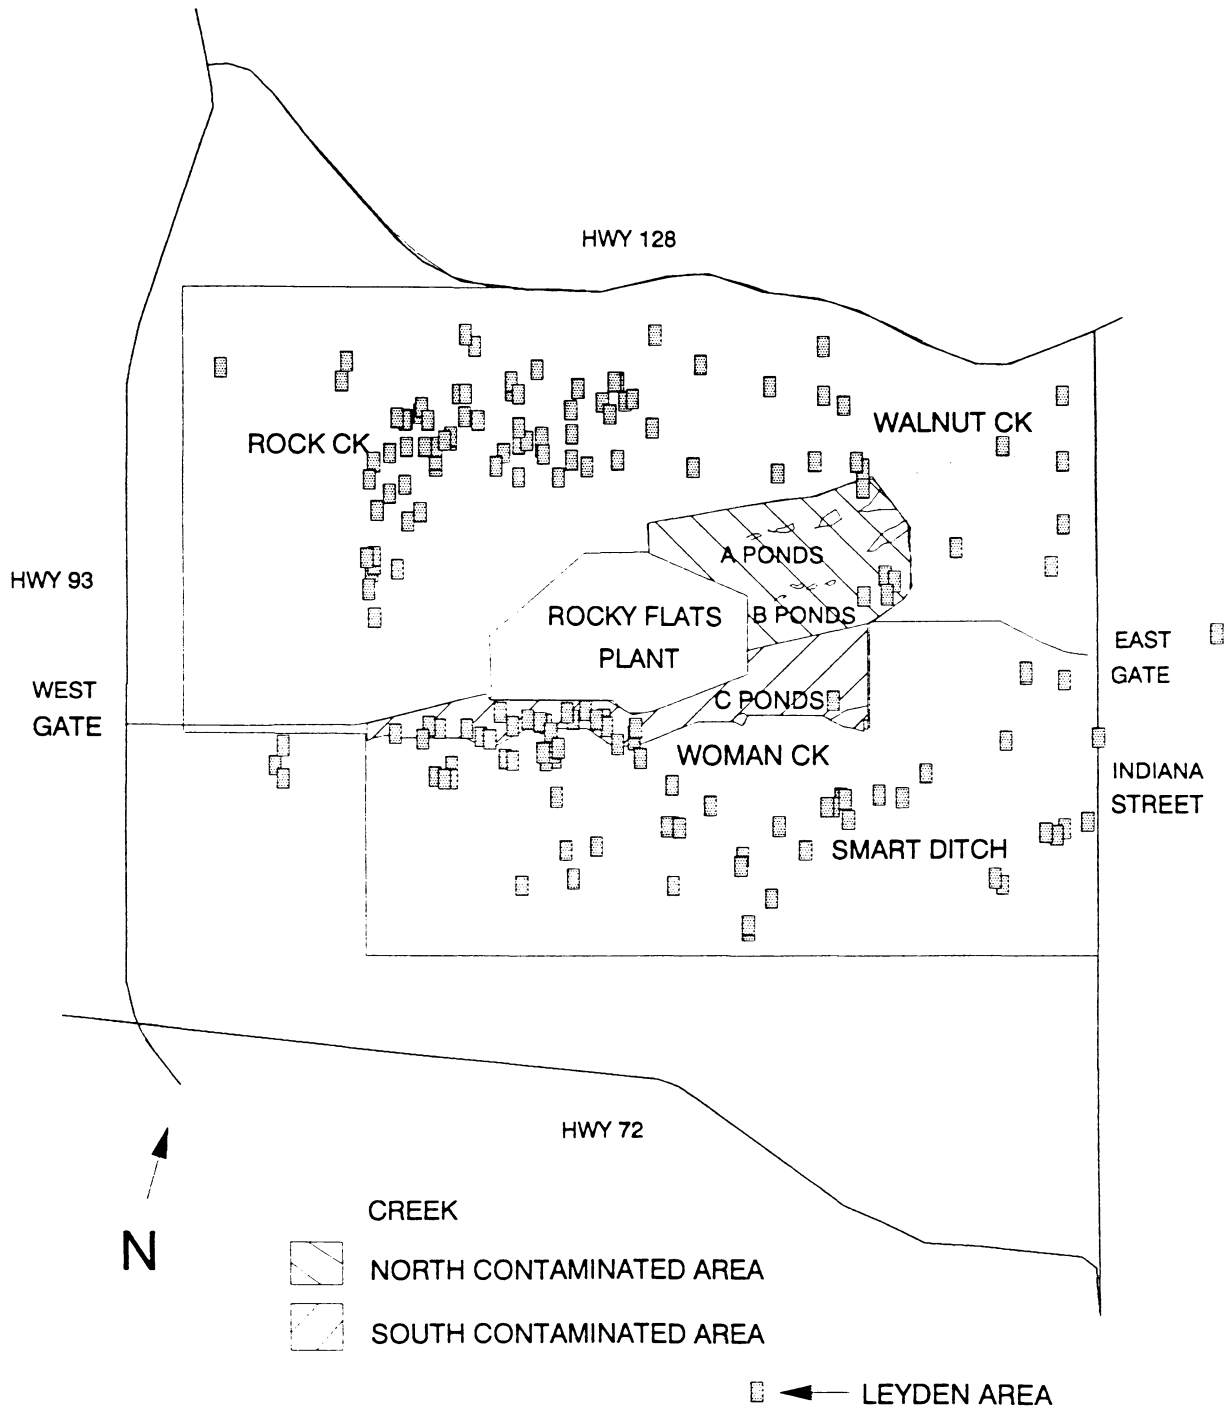 HWY 128
WALNUT CK
ROCK CK
A PONDS
HWY 93
ROCKY FLATS
PLANT
B PONDS
EAST
GATE
WEST
GATE
C PONDS
WOMAN CK
INDIANA
STREET
SMART DITCH
HWY 72
N
CREEK
NORTH CONTAMINATED AREA
SOUTH CONTAMINATED AREA
LEYDEN AREA